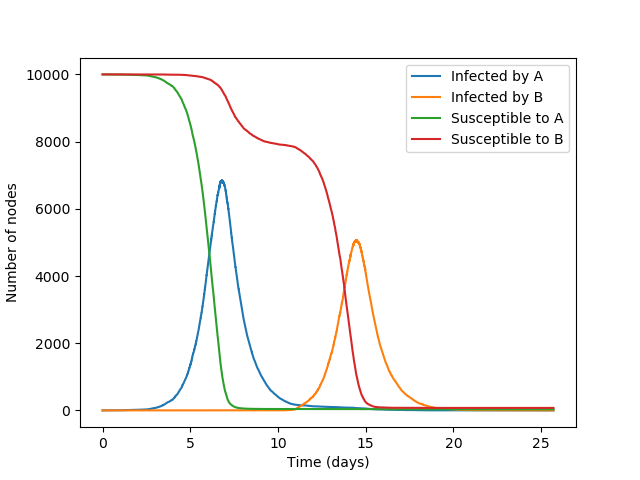 Infected by A
Infected by B
Susceptible to A
Susceptible to B
Number of nodes
10000
8000
6000
4000
2000
0
0 5 10 15 20 25
Time (days)